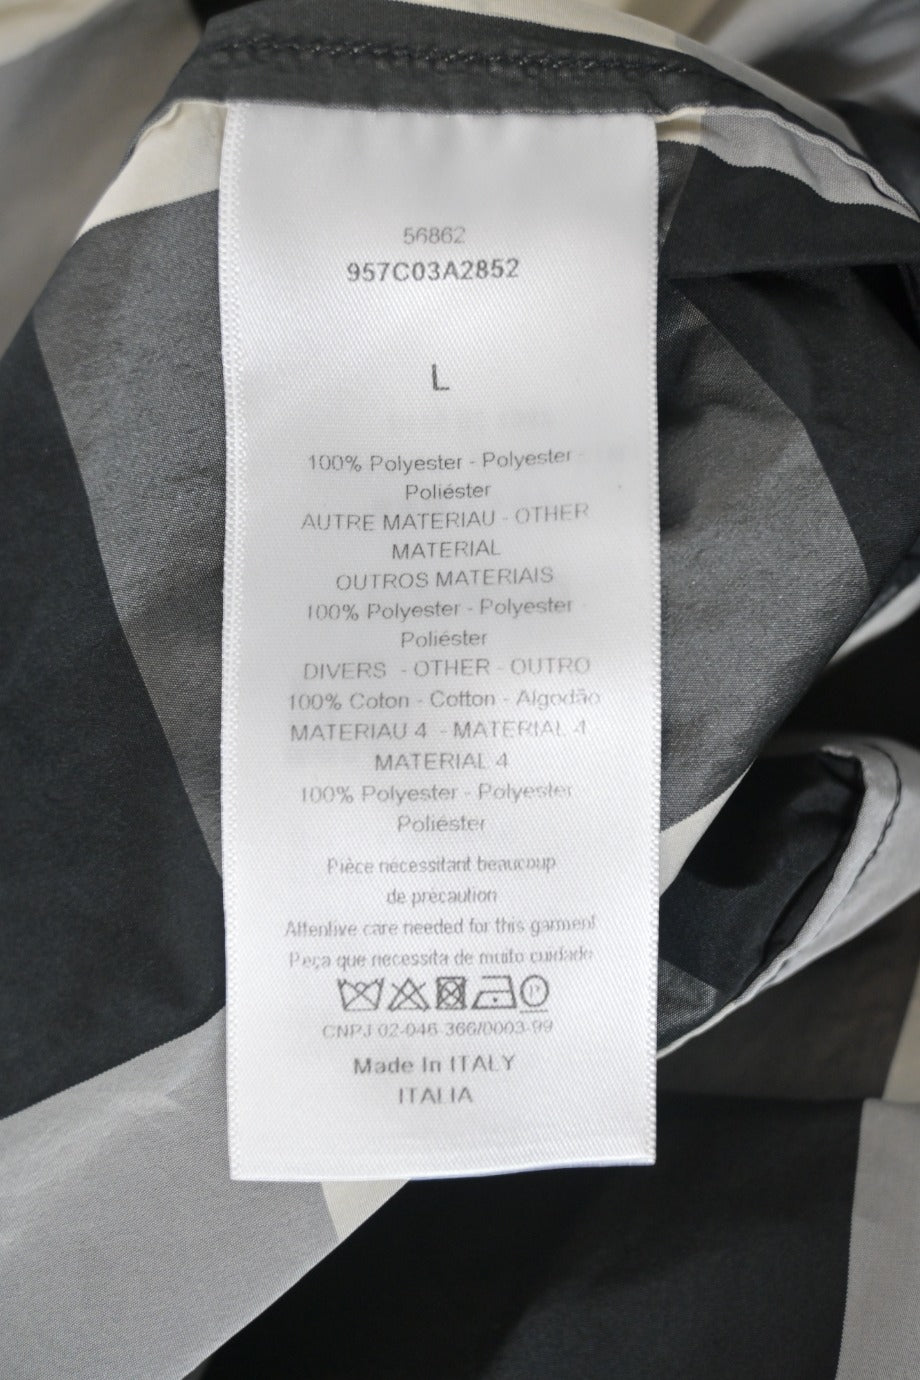 56862
957C03A2852
L
100% Polyester - Polyester -
Poliéster
AUTRE MATERIAU - OTHER
MATERIAL
OUTROS MATERIAIS
100% Polyester - Polyester
Poliéster
DIVERS - OTHER - OUTRO
100% Coton - Cotton - Algodão
MATERIAU 4 - MATERIAL 4
MATERIAL 4
100% Polyester - Polyester
Poliéster
Pièce nécessitant beaucoup
de précaution
Attentive care needed for this garment
Peça que necessita de muito cuidado
P
CNPJ 02-046-366/0003-99
Made In ITALY
ITALIA